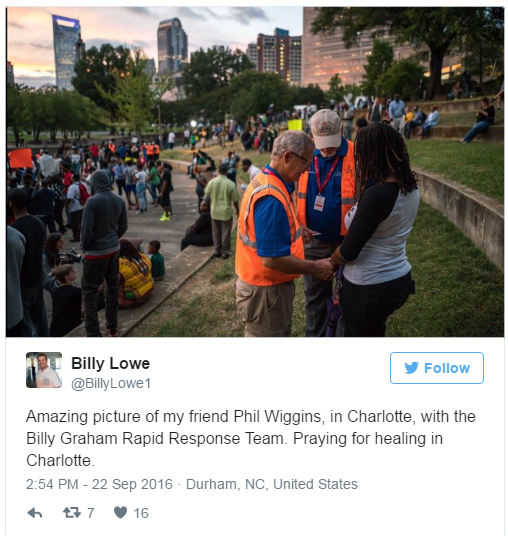 Billy Lowe
@BillyLowe1
Follow
Amazing picture of my friend Phil Wiggins, in Charlotte, with the
Billy Graham Rapid Response Team. Praying for healing in
Charlotte.
2:54 PM - 22 Sep 2016 · Durham, NC, United States
7
16